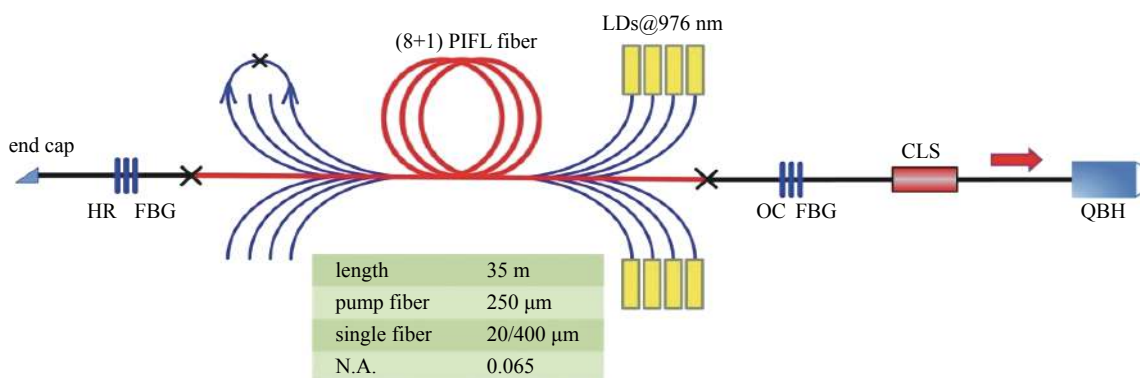 LDs@976 nm
(8+1) PIFL fiber
end cap
CLS
HR FBG
OC FBG
QBH
length 35 m
pump fiber 250 μm
single fiber 20/400 μm
N.A. 0.065